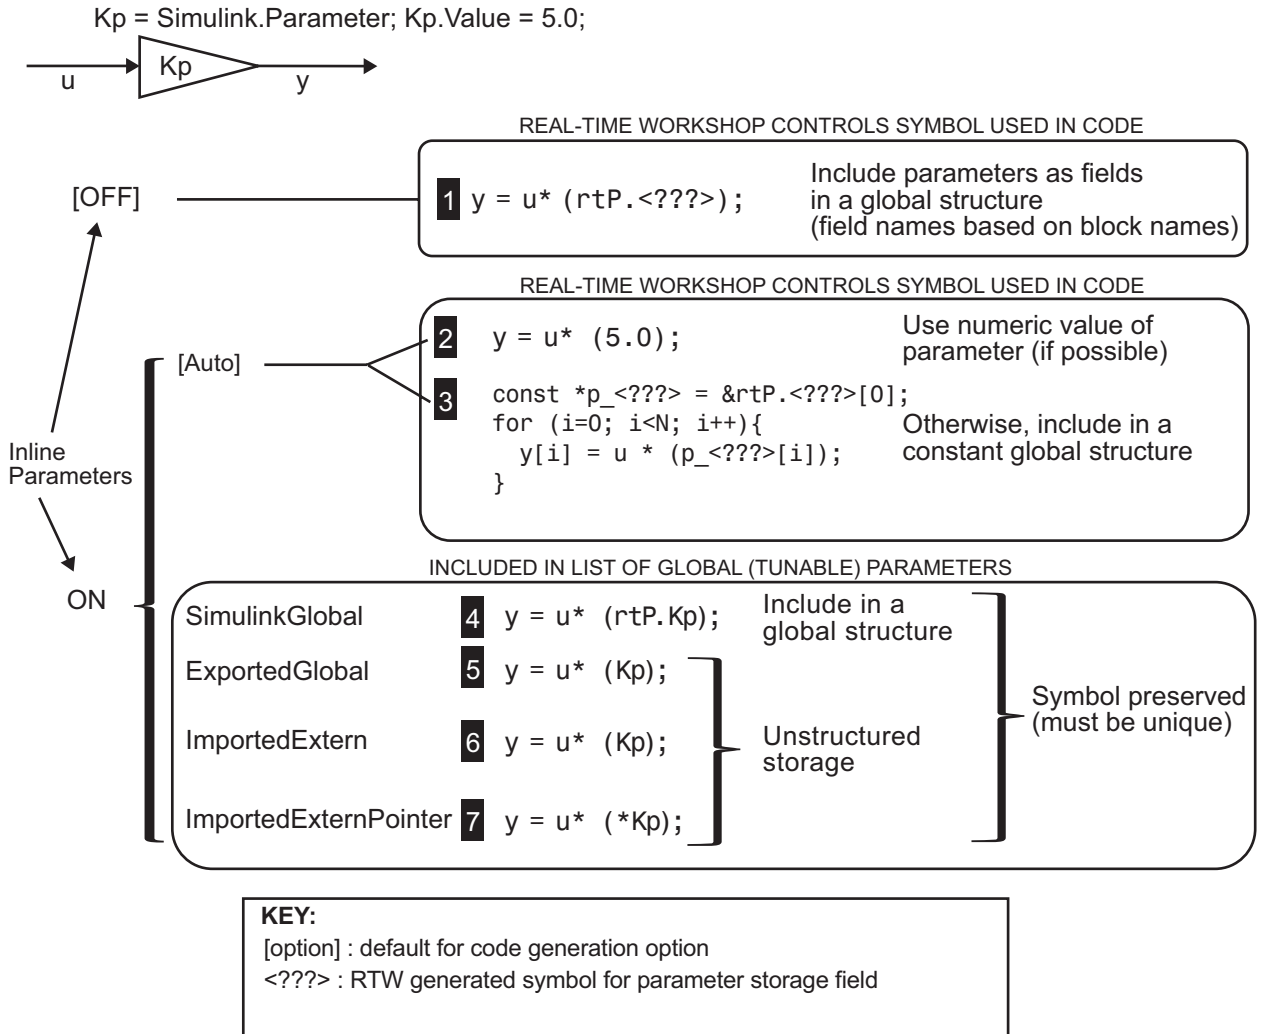 Kp = Simulink.Parameter; Kp.Value = 5.0;
Kp
u
y
REAL-TIME WORKSHOP CONTROLS SYMBOL USED IN CODE
[OFF]
1 y = u* (rtP.<???>);
Include parameters as fields
in a global structure
(field names based on block names)
REAL-TIME WORKSHOP CONTROLS SYMBOL USED IN CODE
[Auto]
2 y = u* (5.0);
Use numeric value of
parameter (if possible)
3 const *p_<???> = &rtP.<???>[0];
for (i=0; i<N; i++){
y[i] = u * (p_<???>[i]);
}
Otherwise, include in a
constant global structure
Inline
Parameters
ON
INCLUDED IN LIST OF GLOBAL (TUNABLE) PARAMETERS
SimulinkGlobal 4 y = u* (rtP.Kp);
Include in a
global structure
ExportedGlobal 5 y = u* (Kp);
ImportedExtern 6 y = u* (Kp);
Unstructured
storage
Symbol preserved
(must be unique)
ImportedExternPointer 7 y = u* (*Kp);
KEY:
[option] : default for code generation option
<???> : RTW generated symbol for parameter storage field